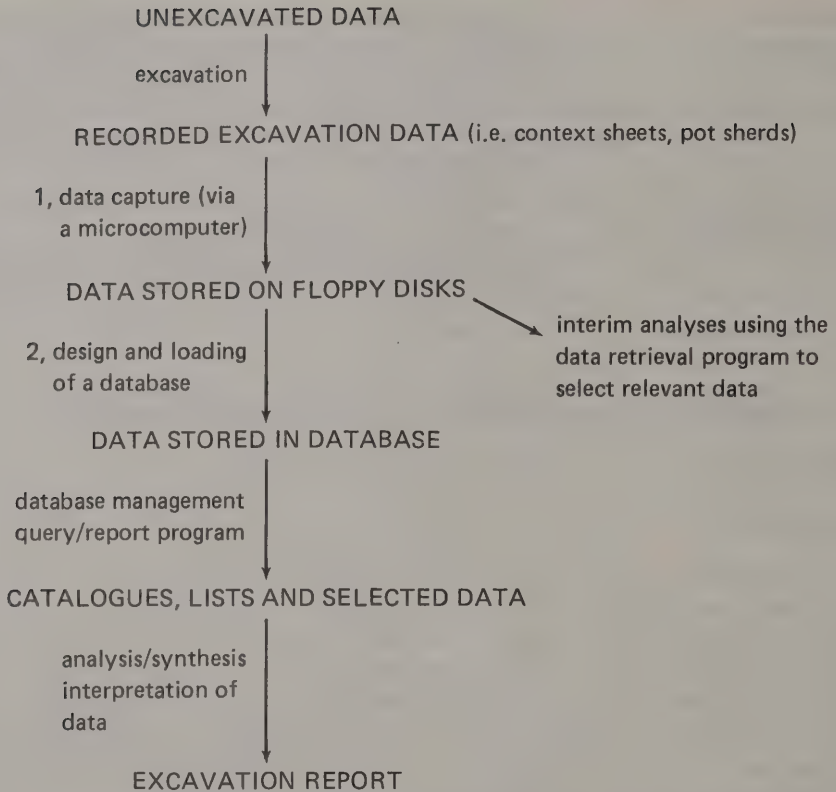 UNEXCAVATED DATA
excavation
RECORDED EXCAVATION DATA (i.e. context sheets, pot sherds)
1, data capture (via
a microcomputer)
DATA STORED ON FLOPPY DISKS
interim analyses using the
data retrieval program to
select relevant data
2, design and loading
of a database
DATA STORED IN DATABASE
database management
query/report program
CATALOGUES, LISTS AND SELECTED DATA
analysis/synthesis
interpretation of
data
EXCAVATION REPORT